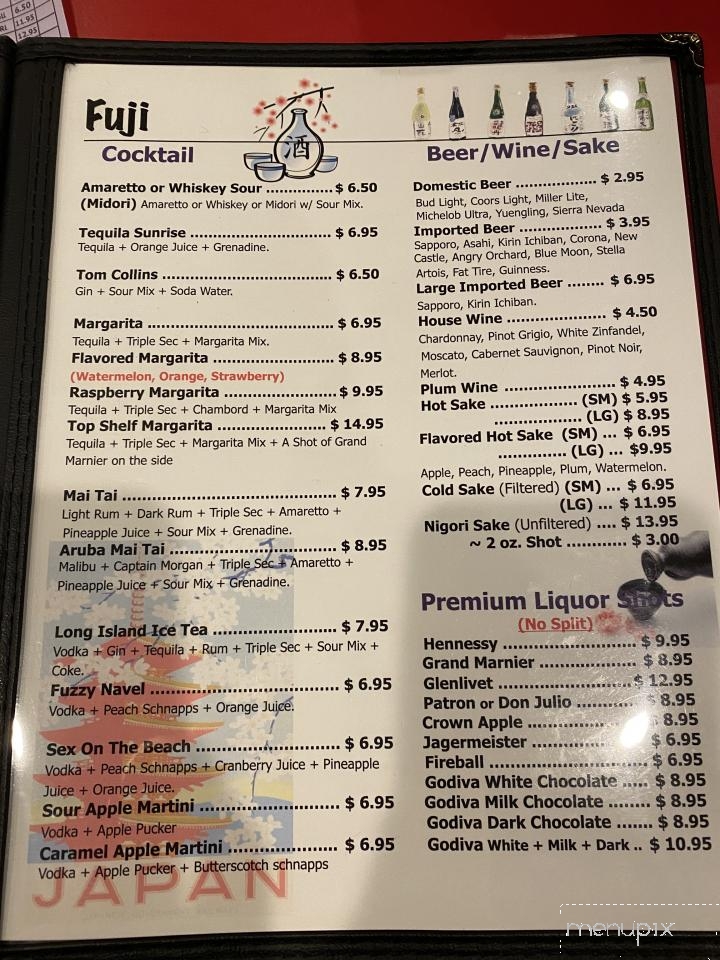 6.50
11.95
12.95
Fuji
酒
Cocktail
Amaretto or Whiskey Sour ............... $ 6.50
(Midori) Amaretto or Whiskey or Midori w/ Sour Mix.
Tequila Sunrise ................................ $ 6.95
Tequila + Orange Juice + Grenadine.
Tom Collins ..................................... $ 6.50
Gin + Sour Mix + Soda Water.
Margarita ........................................ $ 6.95
Tequila + Triple Sec + Margarita Mix.
Flavored Margarita ........................... $ 8.95
(Watermelon, Orange, Strawberry)
Raspberry Margarita ......................... $ 9.95
Tequila + Triple Sec + Chambord + Margarita Mix
Top Shelf Margarita ........................ $ 14.95
Tequila + Triple Sec + Margarita Mix + A Shot of Grand
Marnier on the side
Mai Tai ............................................. $ 7.95
Light Rum + Dark Rum + Triple Sec + Amaretto +
Pineapple Juice + Sour Mix + Grenadine.
Aruba Mai Tai ................................... $ 8.95
Malibu + Captain Morgan + Triple Sec + Amaretto +
Pineapple Juice + Sour Mix + Grenadine.
Long Island Ice Tea .......................... $ 7.95
Vodka + Gin + Tequila + Rum + Triple Sec + Sour Mix +
Coke.
Fuzzy Navel ....................................... $ 6.95
Vodka + Peach Schnapps + Orange Juice.
Sex On The Beach .............................. $ 6.95
Vodka + Peach Schnapps + Cranberry Juice + Pineapple
Juice + Orange Juice.
Sour Apple Martini ............................. $ 6.95
Vodka + Apple Pucker
Caramel Apple Martini ....................... $ 6.95
Vodka + Apple Pucker + Butterscotch schnapps
JAPAN
Beer/Wine/Sake
Domestic Beer ................ $ 2.95
Bud Light, Coors Light, Miller Lite,
Michelob Ultra, Yuengling, Sierra Nevada
Imported Beer ................ $ 3.95
Sapporo, Asahi, Kirin Ichiban, Corona, New
Castle, Angry Orchard, Blue Moon, Stella
Artois, Fat Tire, Guinness.
Large Imported Beer ........ $ 6.95
Sapporo, Kirin Ichiban.
House Wine .................... $ 4.50
Chardonnay, Pinot Grigio, White Zinfandel,
Moscato, Cabernet Sauvignon, Pinot Noir,
Merlot.
Plum Wine ...................... $ 4.95
Hot Sake .................. (SM) $ 5.95
....................... (LG) $ 8.95
Flavored Hot Sake (SM) ... $ 6.95
.............. (LG) ... $9.95
Apple, Peach, Pineapple, Plum, Watermelon.
Cold Sake (Filtered) (SM) ... $ 6.95
(LG) ... $ 11.95
Nigori Sake (Unfiltered) .... $ 13.95
~ 2 oz. Shot ............ $ 3.00
Premium Liquor Shots
(No Split)
Hennessy .......................... $ 9.95
Grand Marnier ................... $ 8.95
Glenlivet .......................... $ 12.95
Patron or Don Julio ............ $ 8.95
Crown Apple ...................... $ 8.95
Jagermeister ..................... $ 6.95
Fireball ............................. $ 6.95
Godiva White Chocolate ..... $ 8.95
Godiva Milk Chocolate ........ $ 8.95
Godiva Dark Chocolate ....... $ 8.95
Godiva White + Milk + Dark .. $ 10.95
menupix